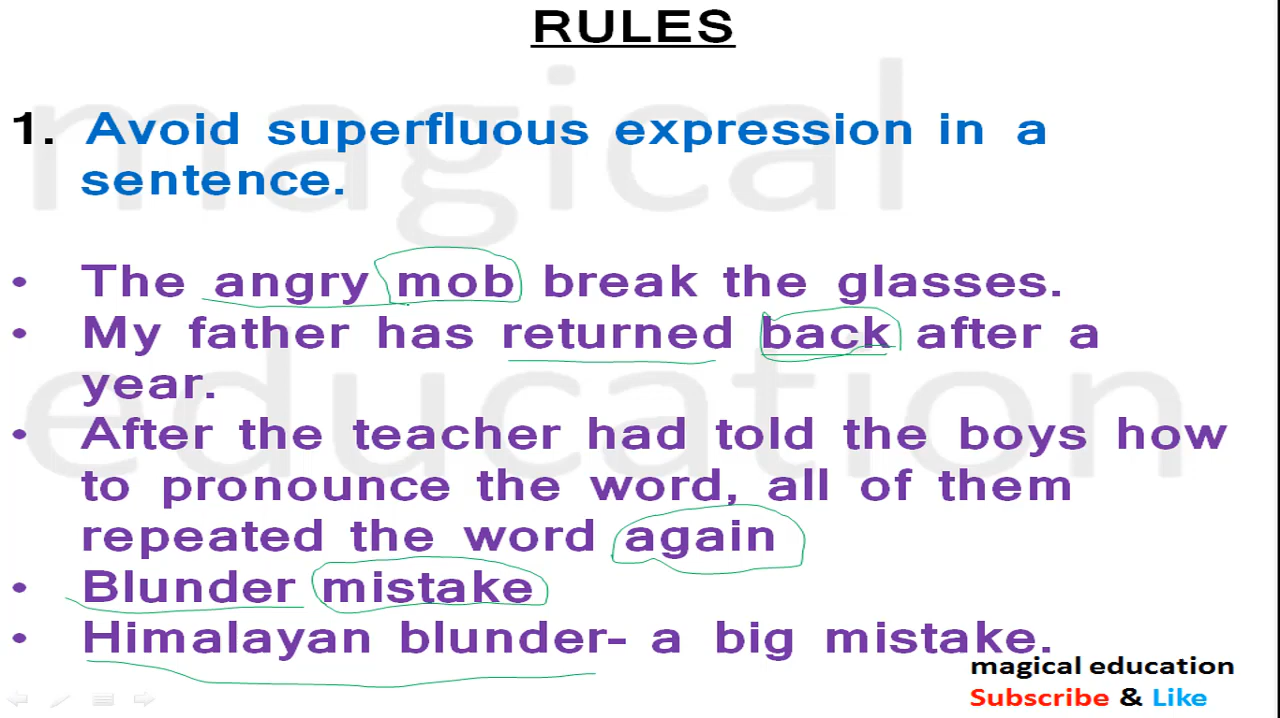 RULES
1. Avoid superfluous expression in a
sentence.
• The angry mob break the glasses.
• My father has returned back after a
year.
• After the teacher had told the boys how
to pronounce the word, all of them
repeated the word again
• Blunder mistake
• Himalayan blunder- a big mistake.
magical education
Subscribe & Like
magical
education